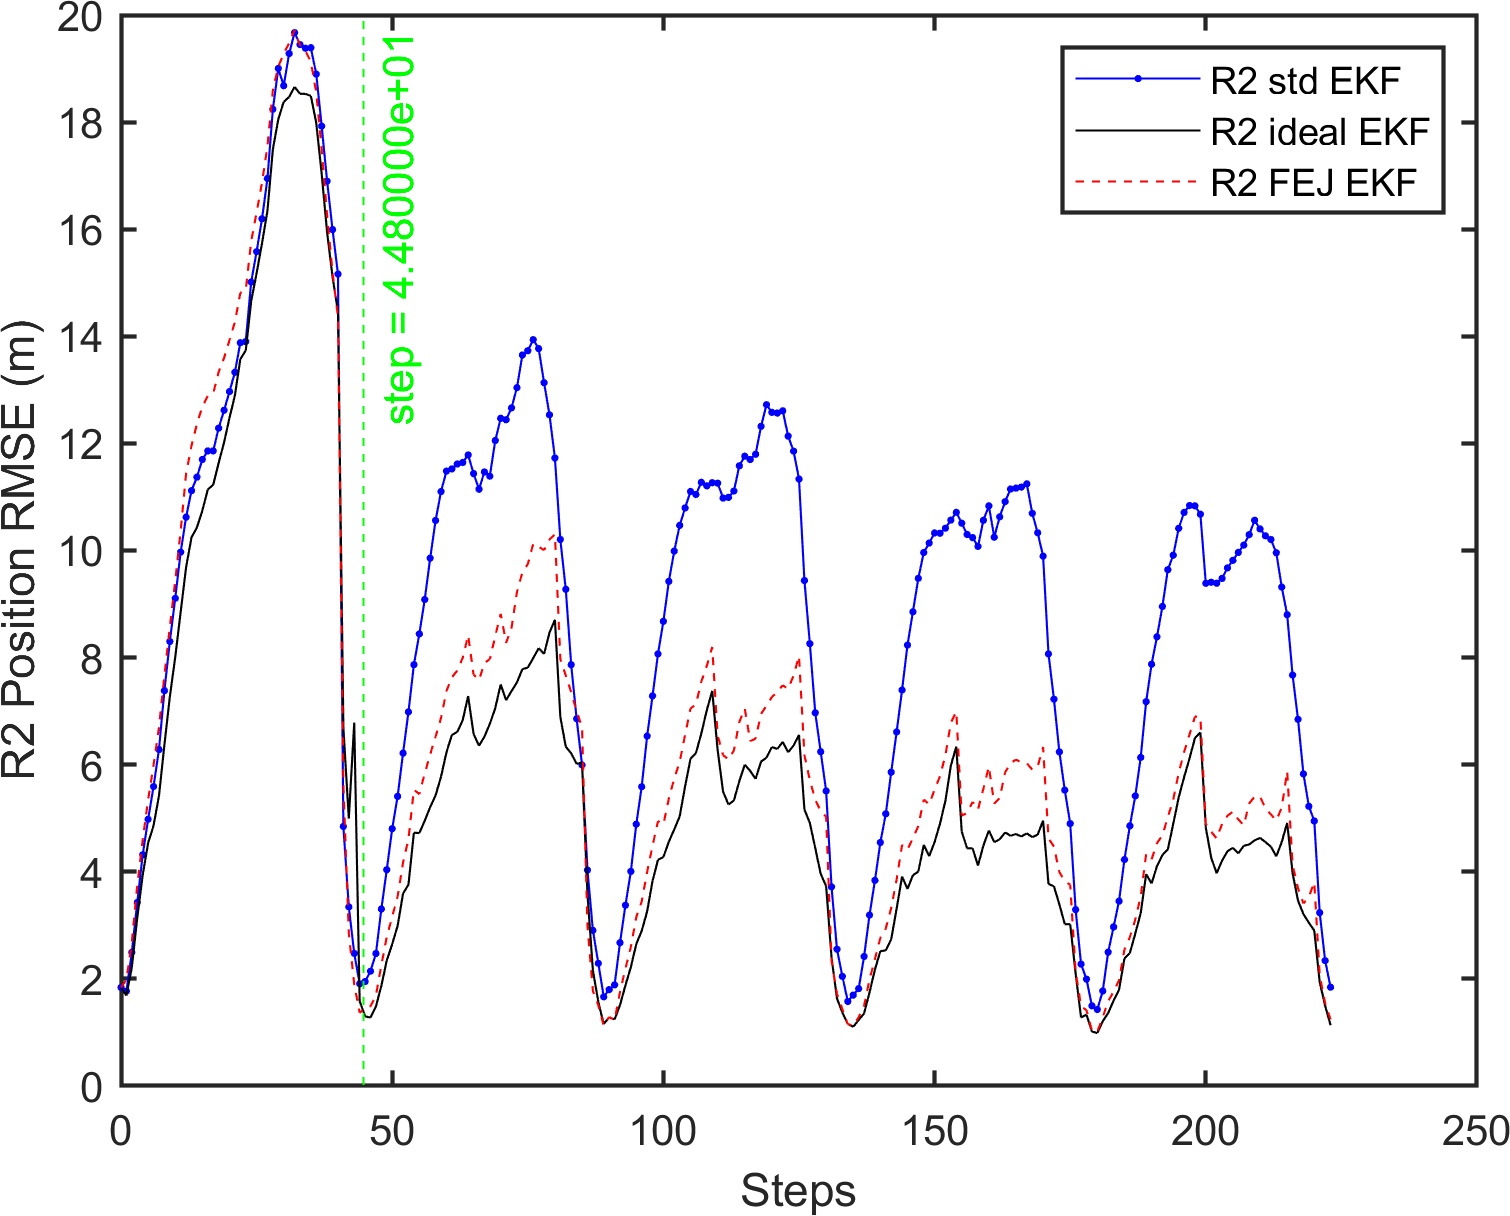 20
18
16
14
12
10
8
6
4
2
0
R2 Position RMSE (m)
step = 4.480000e+01
R2 std EKF
R2 ideal EKF
R2 FEJ EKF
0 50 100 150 200 250
Steps